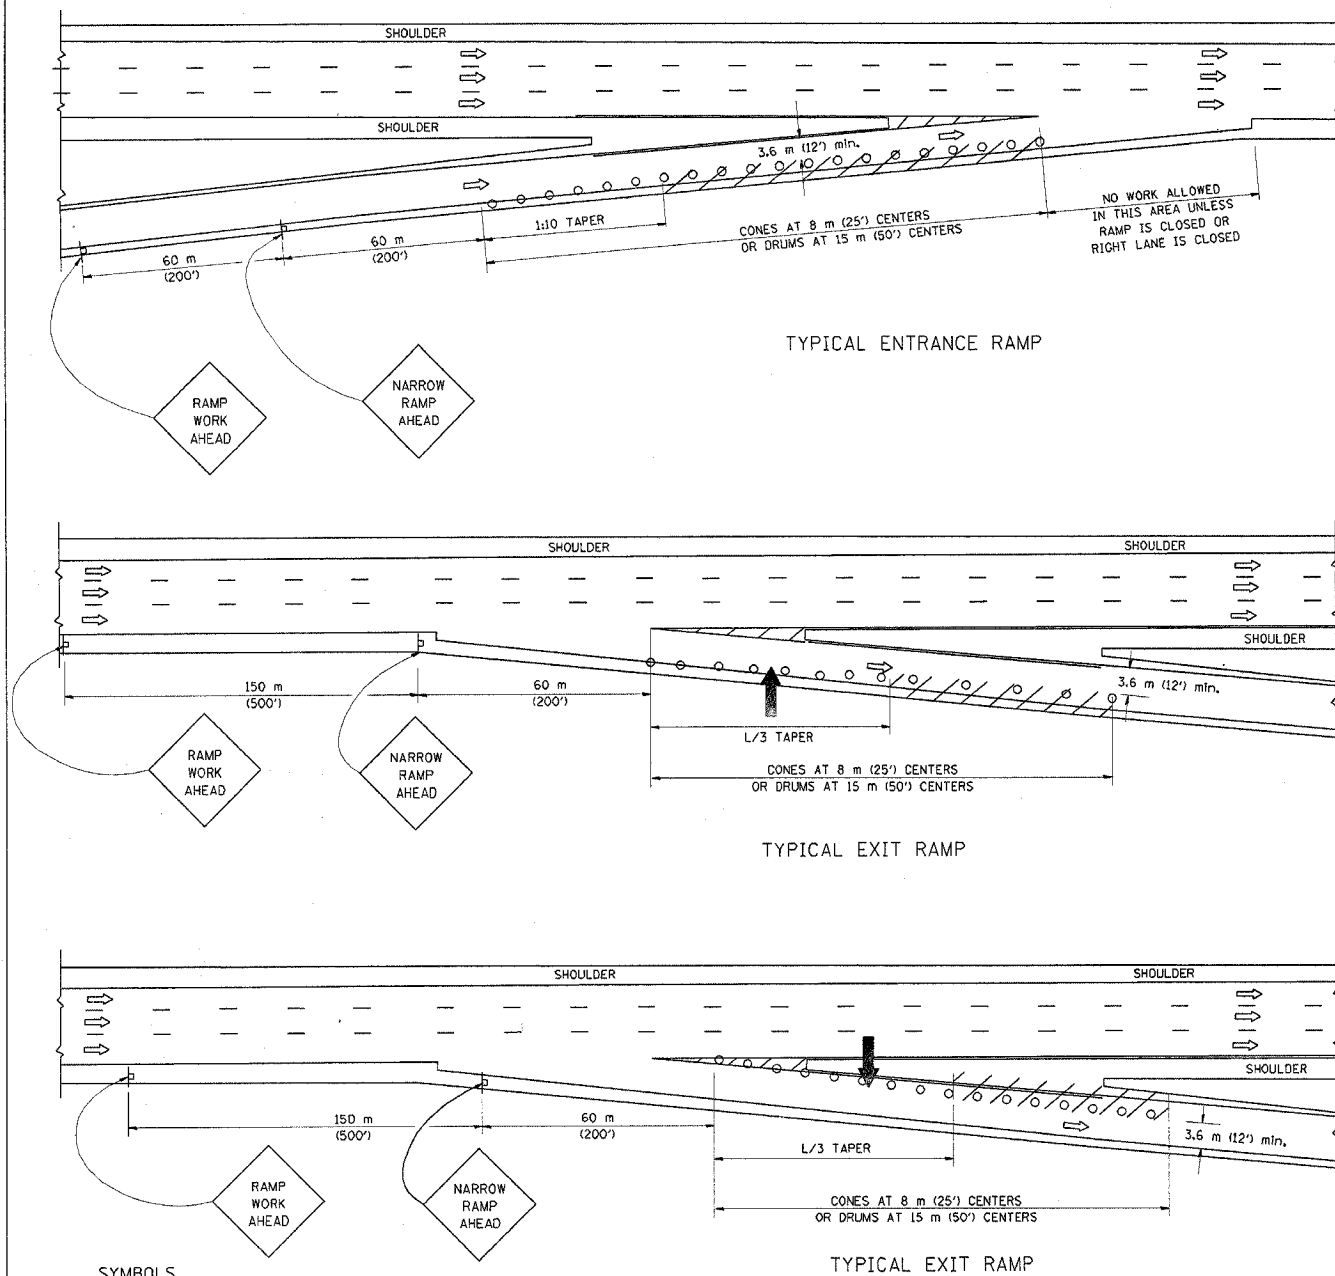 SHOULDER
SHOULDER
3.6 m (12') min.
1:10 TAPER
CONES AT 8 m (25') CENTERS
OR DRUMS AT 15 m (50') CENTERS
NO WORK ALLOWED
IN THIS AREA UNLESS
RAMP IS CLOSED OR
RIGHT LANE IS CLOSED
60 m
(200')
60 m
(200')
TYPICAL ENTRANCE RAMP
RAMP
WORK
AHEAD
NARROW
RAMP
AHEAD
SHOULDER
SHOULDER
SHOULDER
3.6 m (12') min.
150 m
(500')
60 m
(200')
L/3 TAPER
CONES AT 8 m (25') CENTERS
OR DRUMS AT 15 m (50') CENTERS
RAMP
WORK
AHEAD
NARROW
RAMP
AHEAD
TYPICAL EXIT RAMP
SHOULDER
SHOULDER
SHOULDER
150 m
(500')
60 m
(200')
3.6 m (12') min.
L/3 TAPER
CONES AT 8 m (25') CENTERS
OR DRUMS AT 15 m (50') CENTERS
RAMP
WORK
AHEAD
NARROW
RAMP
AHEAD
TYPICAL EXIT RAMP
SYMBOLS